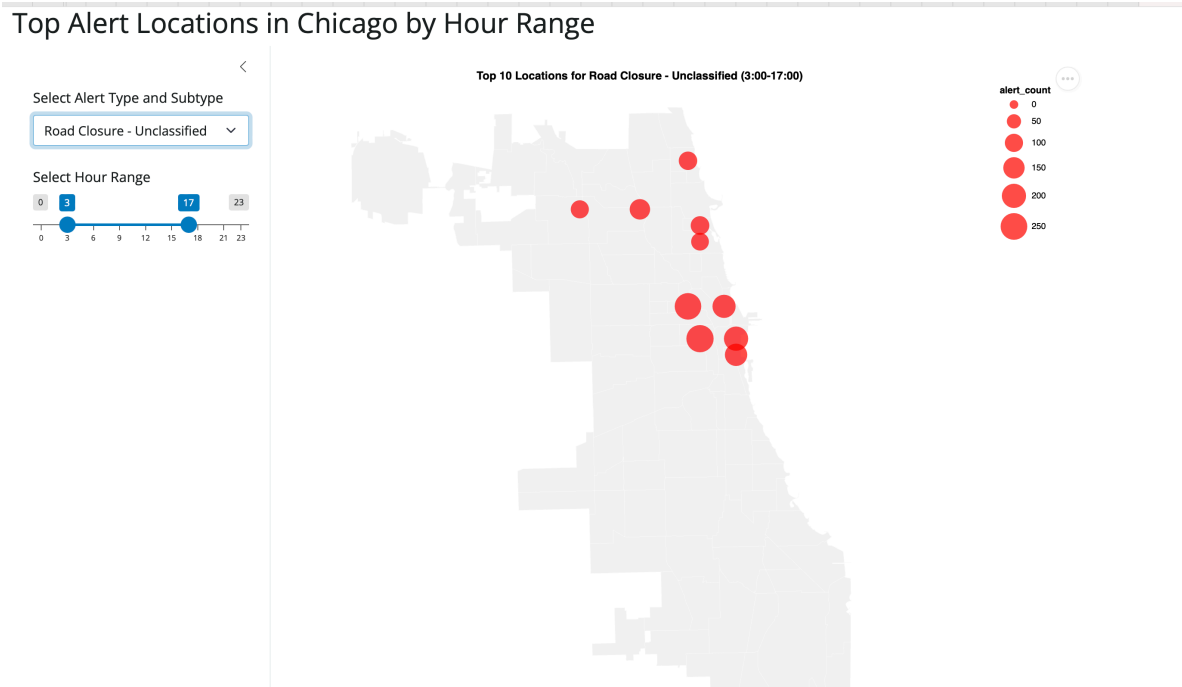 Top Alert Locations in Chicago by Hour Range
Select Alert Type and Subtype
Road Closure - Unclassified
Select Hour Range
0 3 17 23
0 3 6 9 12 15 18 21 23
Top 10 Locations for Road Closure - Unclassified (3:00-17:00)
alert_count
0
50
100
150
200
250